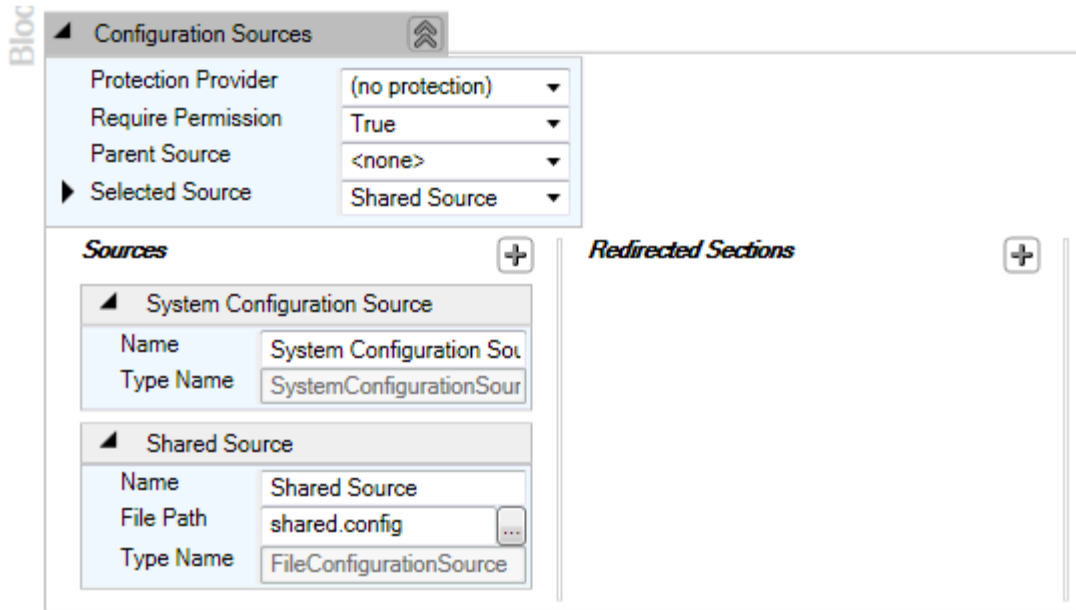 Configuration Sources
Protection Provider (no protection)
Require Permission True
Parent Source <none>
Selected Source Shared Source
Sources Redirected Sections
System Configuration Source
Name System Configuration Sou
Type Name SystemConfigurationSour
Shared Source
Name Shared Source
File Path shared.config ...
Type Name FileConfigurationSource